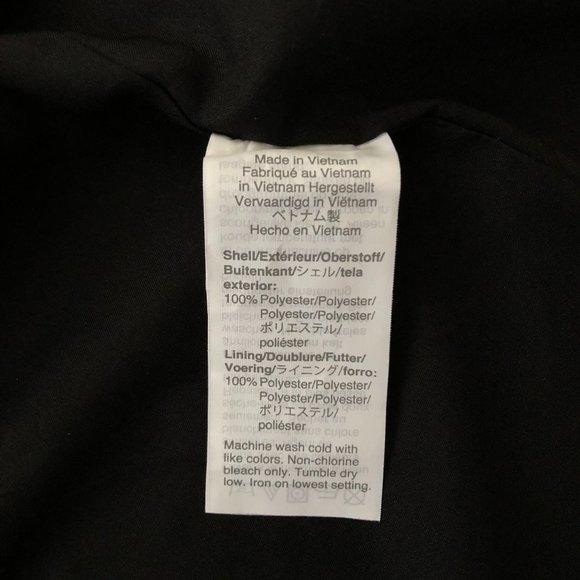 Made in Vietnam
Fabriqué au Vietnam
in Vietnam Hergestellt
Vervaardigd in Viëtnam
ベトナム製
Hecho en Vietnam
Shell/Extérieur/Oberstoff/
Buitenkant/シェル/tela
exterior:
100% Polyester/Polyester/
Polyester/Polyester/
ポリエステル/
poliéster
Lining/Doublure/Futter/
Voering/ライニング/forro:
100% Polyester/Polyester/
Polyester/Polyester/
ポリエステル/
poliéster
Machine wash cold with
like colors. Non-chlorine
bleach only. Tumble dry
low. Iron on lowest setting.